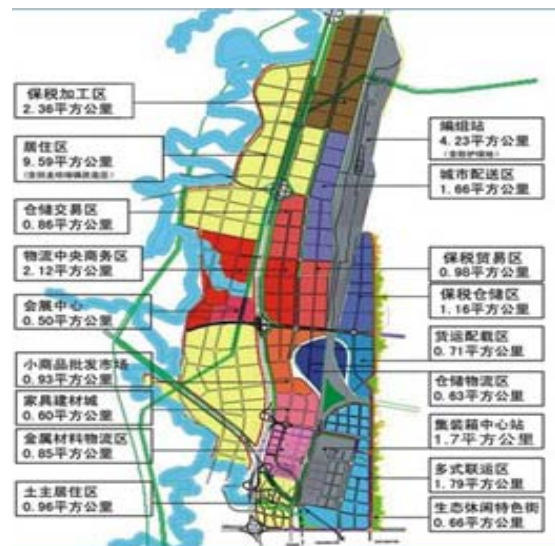 保税加工区
2.36平方公里
居住区
9.59平方公里
仓储交易区
0.86平方公里
物流中央商务区
2.12平方公里
会展中心
0.50平方公里
小商品批发市场
0.93平方公里
家具建材城
0.60平方公里
金属材料物流区
0.85平方公里
土主居住区
0.96平方公里
编组站
4.23平方公里
城市配送区
1.66平方公里
保税贸易区
0.98平方公里
保税仓储区
1.16平方公里
货运配载区
0.71平方公里
仓储物流区
0.63平方公里
集装箱中心站
1.7平方公里
多式联运区
1.79平方公里
生态休闲特色街
0.66平方公里